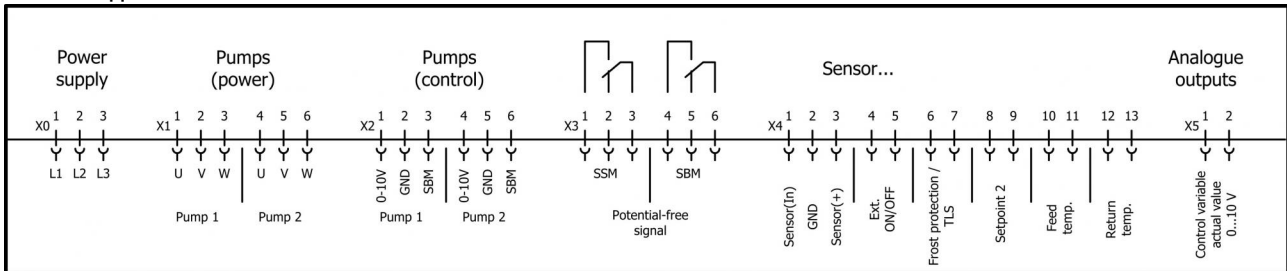 Power
supply
Pumps
(power)
Pumps
(control)
Sensor...
Analogue
outputs
X0 1 2 3
X1 1 2 3 4 5 6
X2 1 2 3 4 5 6
X3 1 2 3 4 5 6
X4 1 2 3 4 5 6 7 8 9 10 11 12 13
X5 1 2
L1 L2 L3
U V W U V W
Pump 1 Pump 2
0-10V
GND
SBM
0-10V
GND
SBM
Pump 1 Pump 2
SSM SBM
Potential-free
signal
Sensor(In)
GND
Sensor(+)
Ext.
ON/OFF
Frost protection /
TLS
Setpoint 2
Feed
temp.
Return
temp.
Control variable
actual value
0...10 V